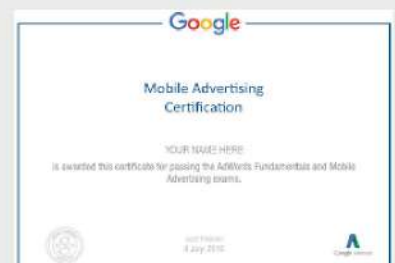 Google
Mobile Advertising
Certification
YOUR NAME HERE
is awarded this certificate for passing the AdWords Fundamentals and Mobile
Advertising exams.
Google